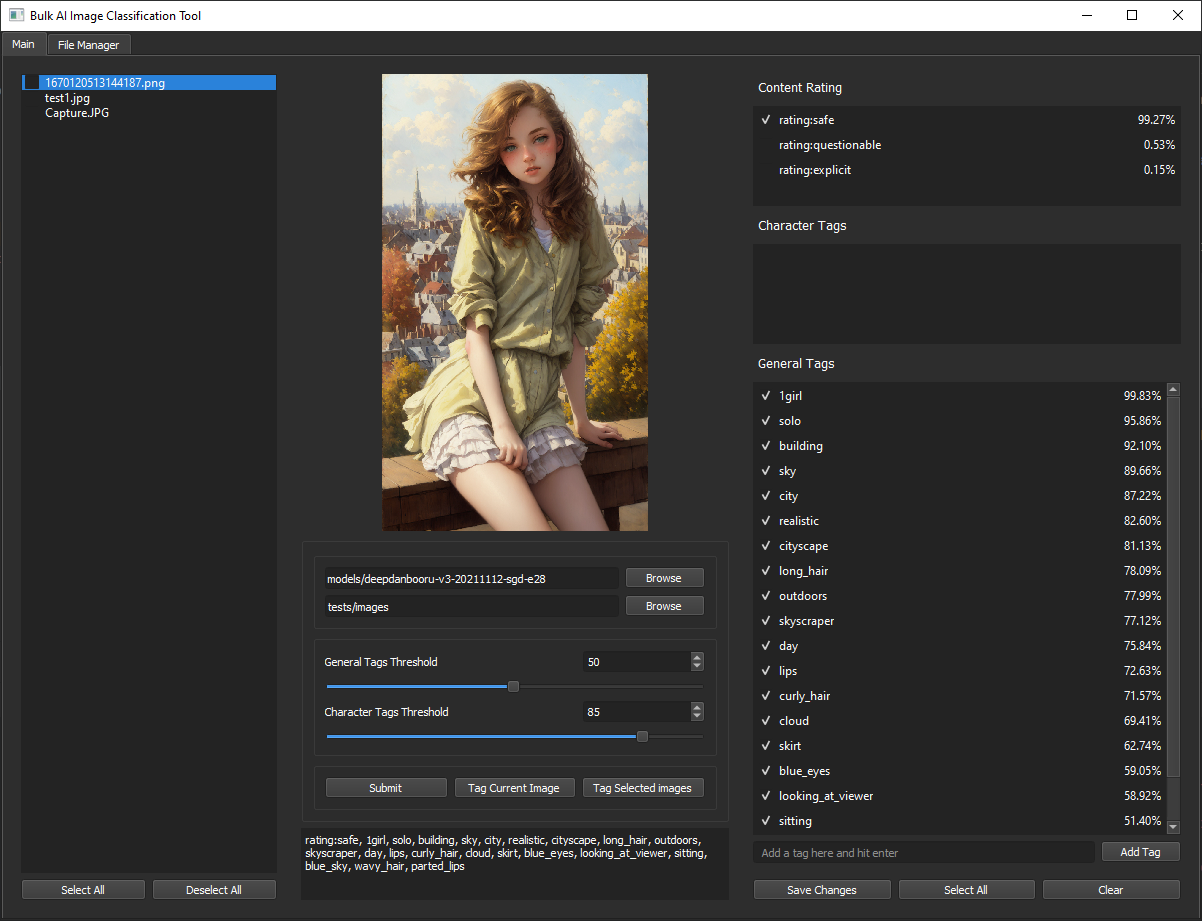 Bulk AI Image Classification Tool
Main
File Manager
1670120513144187.png
test1.jpg
Capture.JPG
models/deepdanbooru-v3-20211112-sgd-e28
Browse
tests/images
Browse
General Tags Threshold
50
Character Tags Threshold
85
Submit
Tag Current Image
Tag Selected images
rating:safe, 1girl, solo, building, sky, city, realistic, cityscape, long_hair, outdoors,
skyscraper, day, lips, curly_hair, cloud, skirt, blue_eyes, looking_at_viewer, sitting,
blue_sky, wavy_hair, parted_lips
Select All
Deselect All
Content Rating
rating:safe 99.27%
rating:questionable 0.53%
rating:explicit 0.15%
Character Tags
General Tags
1girl 99.83%
solo 95.86%
building 92.10%
sky 89.66%
city 87.22%
realistic 82.60%
cityscape 81.13%
long_hair 78.09%
outdoors 77.99%
skyscraper 77.12%
day 75.84%
lips 72.63%
curly_hair 71.57%
cloud 69.41%
skirt 62.74%
blue_eyes 59.05%
looking_at_viewer 58.92%
sitting 51.40%
Add a tag here and hit enter
Add Tag
Save Changes
Select All
Clear